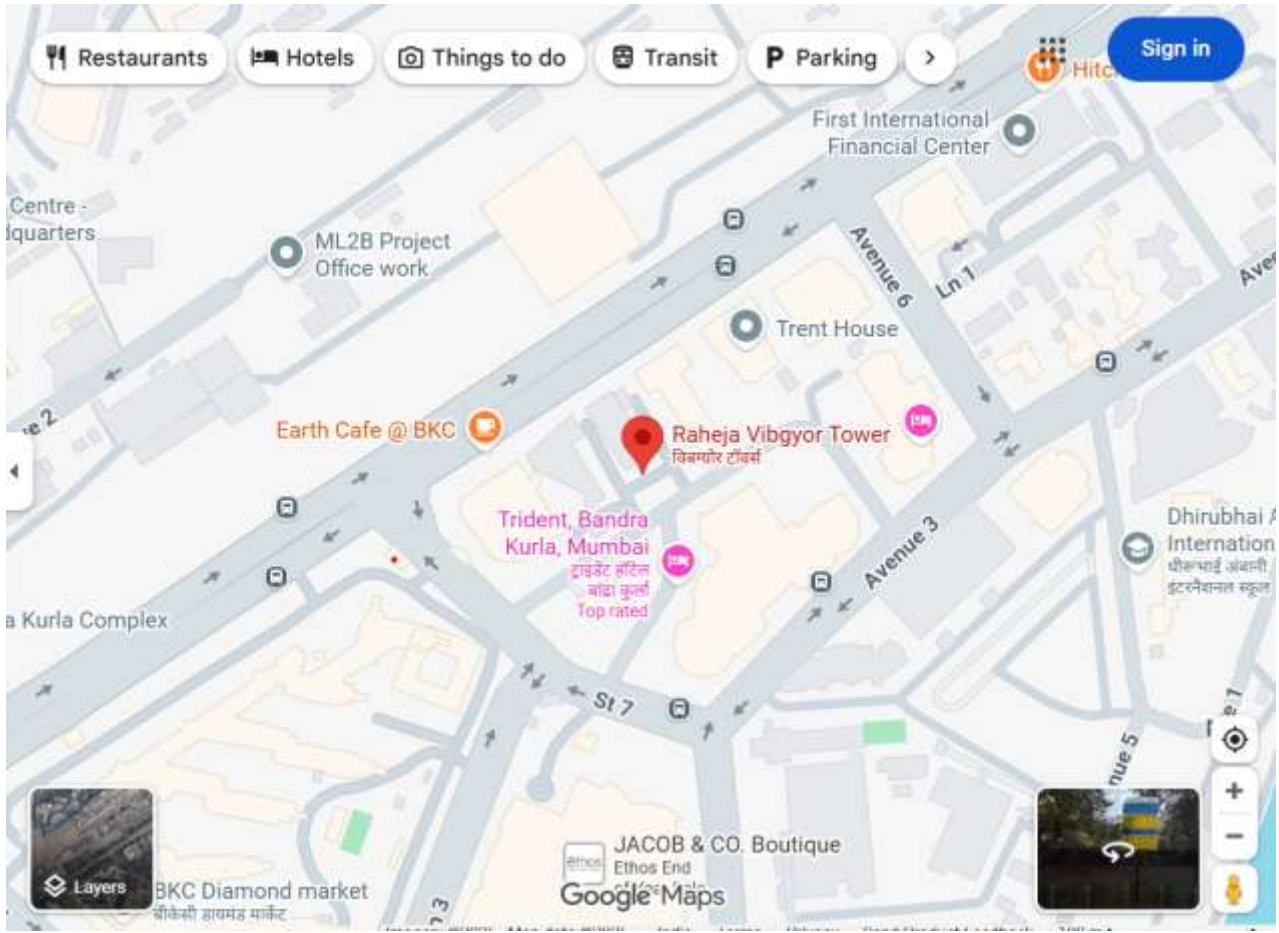 Restaurants
Hotels
Things to do
Transit
Parking
Sign in
First International
Financial Center
Centre -
ML2B Project
Office work
Avenue 6
Ln 1
Trent House
Earth Cafe @ BKC
Raheja Vibgyor Tower
विबग्योर टॉवर्स
Trident, Bandra
Kurla, Mumbai
ट्राइडेंट हॉटेल
बांद्रा कुर्ला
Top rated
Avenue 3
Dhirubhai A
Internation
धीरूभाई अंबानी
इंटरनॅशनल स्कूल
a Kurla Complex
St 7
JACOB & CO. Boutique
Ethos End
ethos
Layers
BKC Diamond market
बीकेसी डायमंड मार्केट
Google Maps